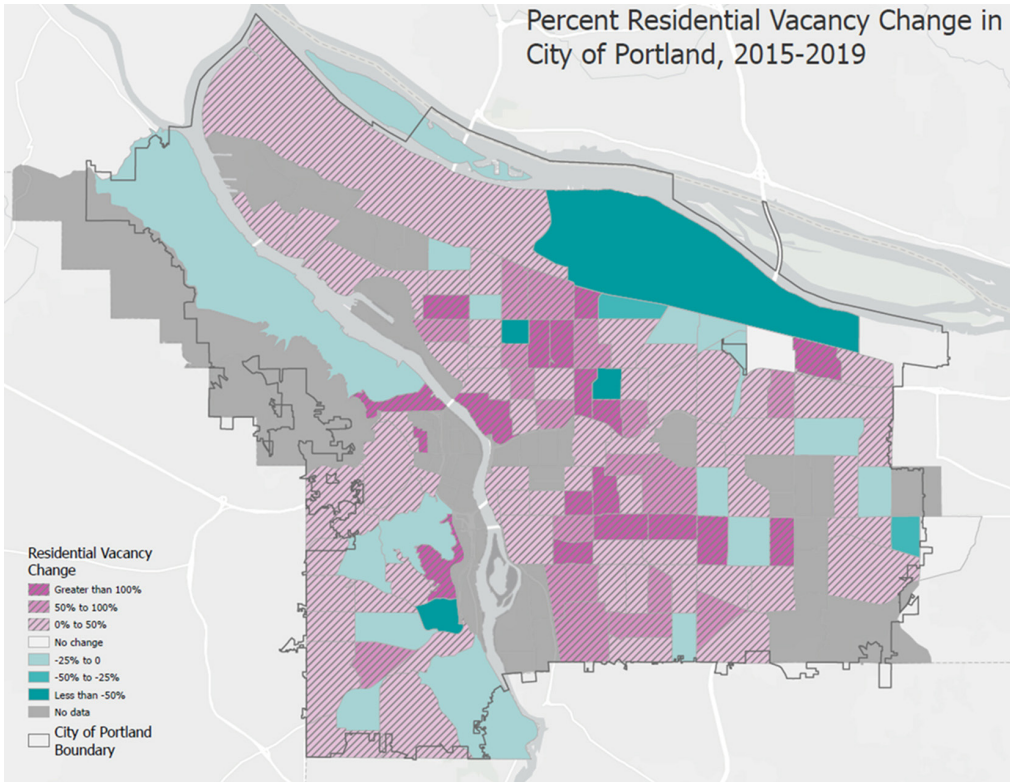 Percent Residential Vacancy Change in
City of Portland, 2015-2019
Residential Vacancy
Change
Greater than 100%
50% to 100%
0% to 50%
No change
-25% to 0
-50% to -25%
Less than -50%
No data
City of Portland
Boundary